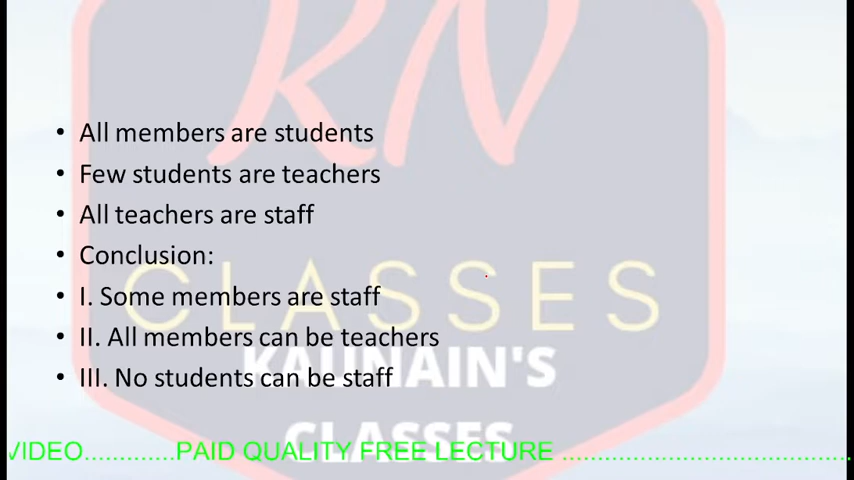 KN
• All members are students
• Few students are teachers
• All teachers are staff
• Conclusion:
CLASSES
• I. Some members are staff
• II. All members can be teachers
KAUNAIN'S
• III. No students can be staff
CLASSES
VIDEO.............PAID QUALITY FREE LECTURE .........................................